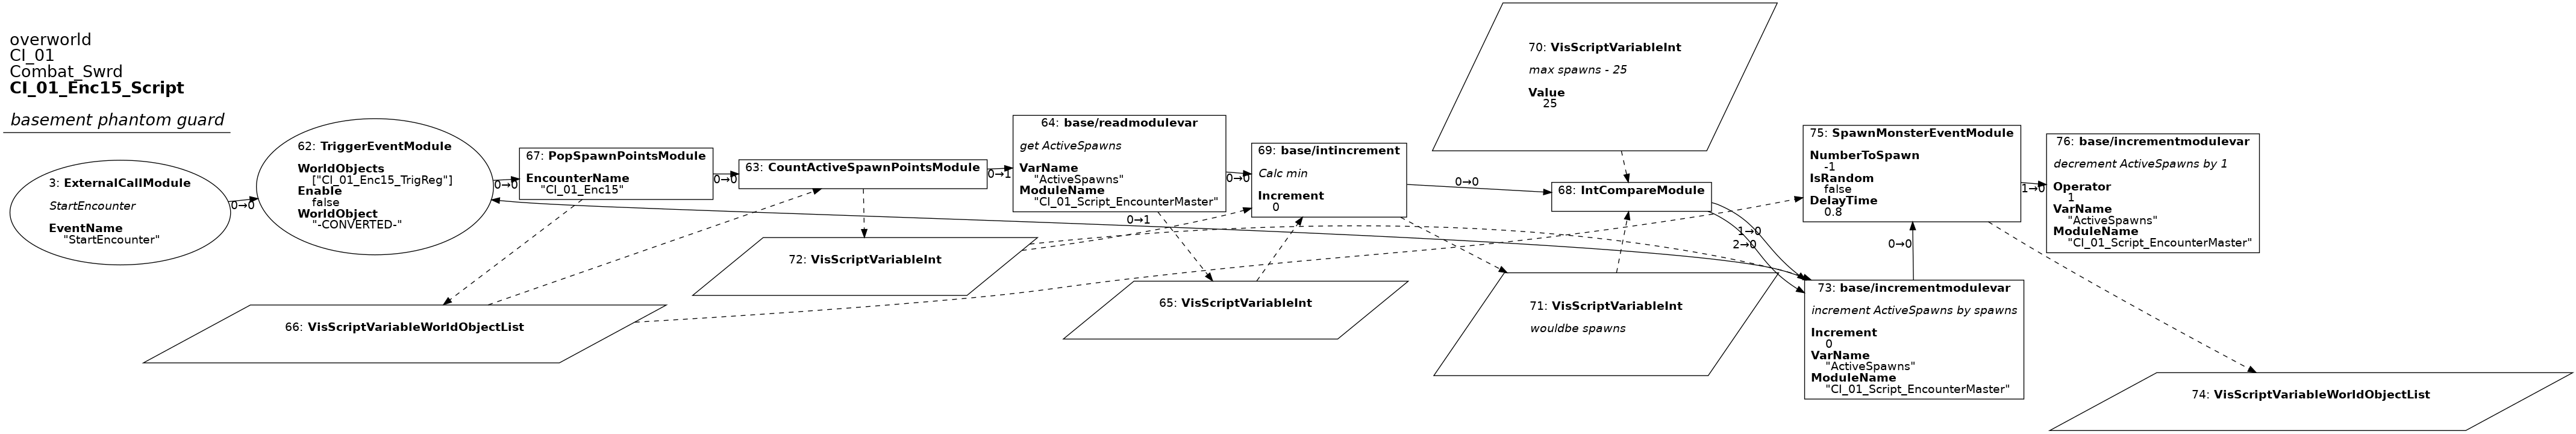 overworld
CI_01
Combat_Swrd
CI_01_Enc15_Script
basement phantom guard
3: ExternalCallModule
StartEncounter
EventName
"StartEncounter"
0→0
62: TriggerEventModule
WorldObjects
["CI_01_Enc15_TrigReg"]
Enable
false
WorldObject
"-CONVERTED-"
0→0
67: PopSpawnPointsModule
EncounterName
"CI_01_Enc15"
0→0
63: CountActiveSpawnPointsModule
0→1
64: base/readmodulevar
get ActiveSpawns
VarName
"ActiveSpawns"
ModuleName
"CI_01_Script_EncounterMaster"
0→0
69: base/intincrement
Calc min
Increment
0
0→0
70: VisScriptVariableInt
max spawns - 25
Value
25
68: IntCompareModule
1→0
2→0
0→1
72: VisScriptVariableInt
66: VisScriptVariableWorldObjectList
65: VisScriptVariableInt
71: VisScriptVariableInt
wouldbe spawns
75: SpawnMonsterEventModule
NumberToSpawn
-1
IsRandom
false
DelayTime
0.8
1→0
76: base/incrementmodulevar
decrement ActiveSpawns by 1
Operator
1
VarName
"ActiveSpawns"
ModuleName
"CI_01_Script_EncounterMaster"
0→0
73: base/incrementmodulevar
increment ActiveSpawns by spawns
Increment
0
VarName
"ActiveSpawns"
ModuleName
"CI_01_Script_EncounterMaster"
74: VisScriptVariableWorldObjectList